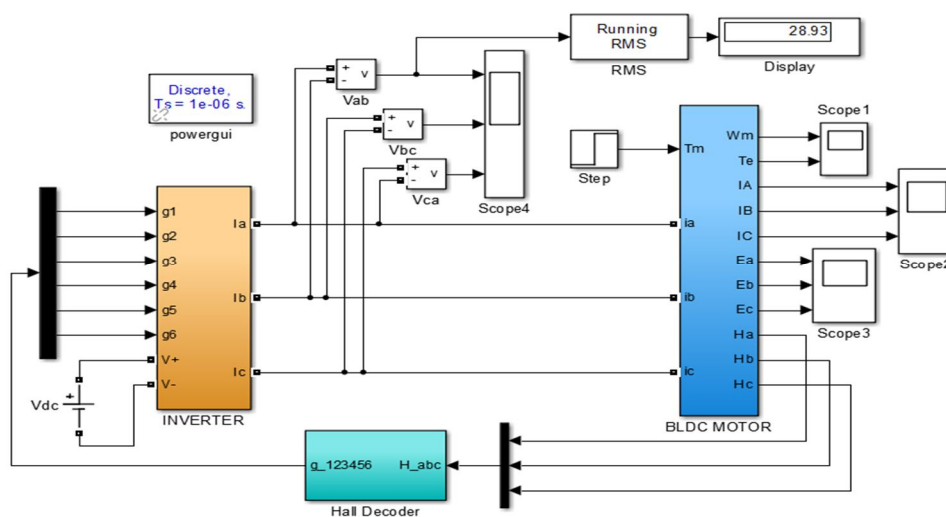 Running
RMS
RMS
28.93
Display
Discrete,
Ts = 1e-06 s.
powergui
+
-
v
Vab
+
-
v
Vbc
+
-
v
Vca
Scope4
Step
Scope1
Scope2
Scope3
g1
g2
g3
g4
g5
g6
V+
V-
Ia
Ib
Ic
INVERTER
+
Vdc
Tm
ia
ib
ic
Wm
Te
IA
IB
IC
Ea
Eb
Ec
Ha
Hb
Hc
BLDC MOTOR
g_123456
H_abc
Hall Decoder